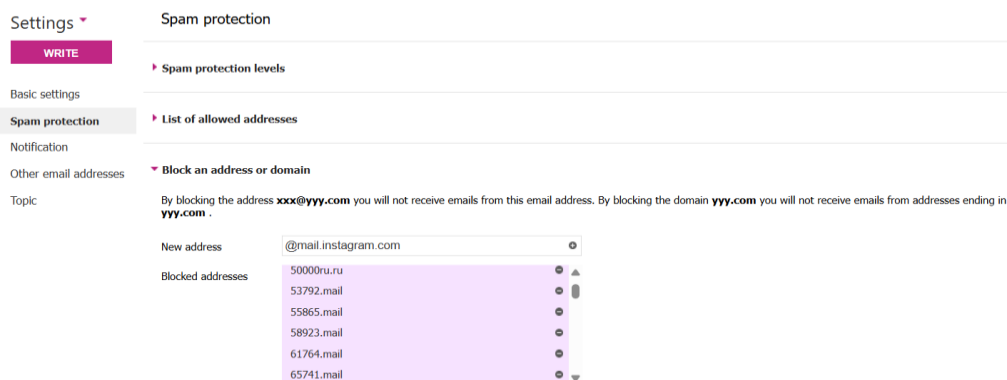 Settings
WRITE
Basic settings
Spam protection
Notification
Other email addresses
Topic
Spam protection
Spam protection levels
List of allowed addresses
Block an address or domain
By blocking the address xxx@yyy.com you will not receive emails from this email address. By blocking the domain yyy.com you will not receive emails from addresses ending in
yyy.com .
New address
@mail.instagram.com
Blocked addresses
50000ru.ru
53792.mail
55865.mail
58923.mail
61764.mail
65741.mail